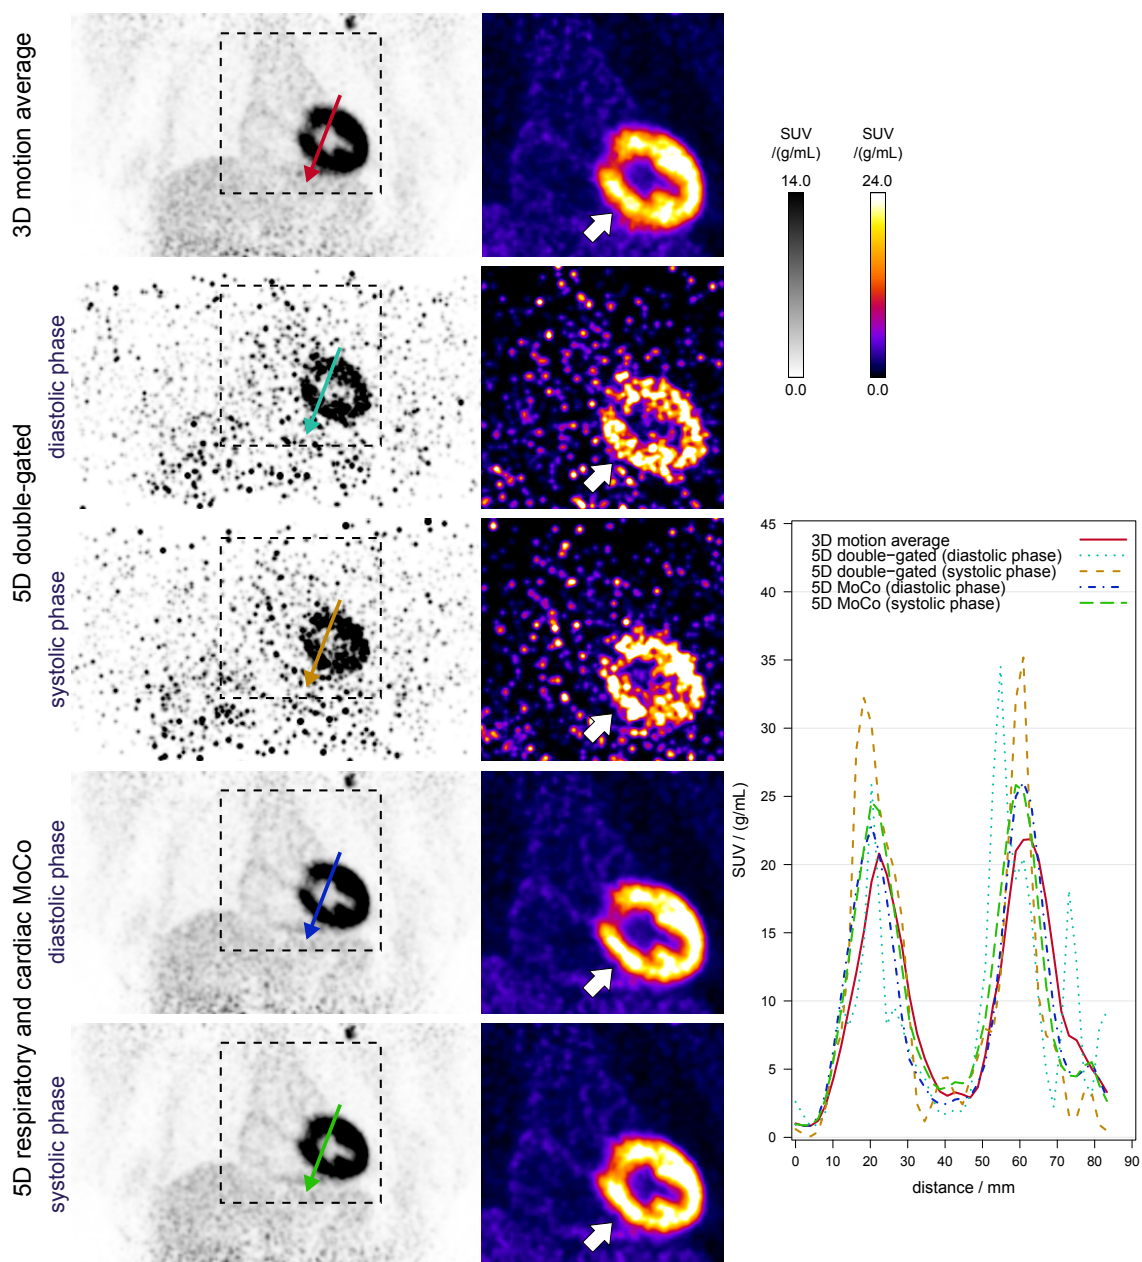 3D motion average
5D double-gated
diastolic phase
systolic phase
5D respiratory and cardiac MoCo
diastolic phase
systolic phase
SUV
/(g/mL)
14.0
0.0
SUV
/(g/mL)
24.0
0.0
3D motion average
5D double−gated (diastolic phase)
5D double−gated (systolic phase)
5D MoCo (diastolic phase)
5D MoCo (systolic phase)
SUV / (g/mL)
45
40
35
30
25
20
15
10
5
0
0 10 20 30 40 50 60 70 80 90
distance / mm